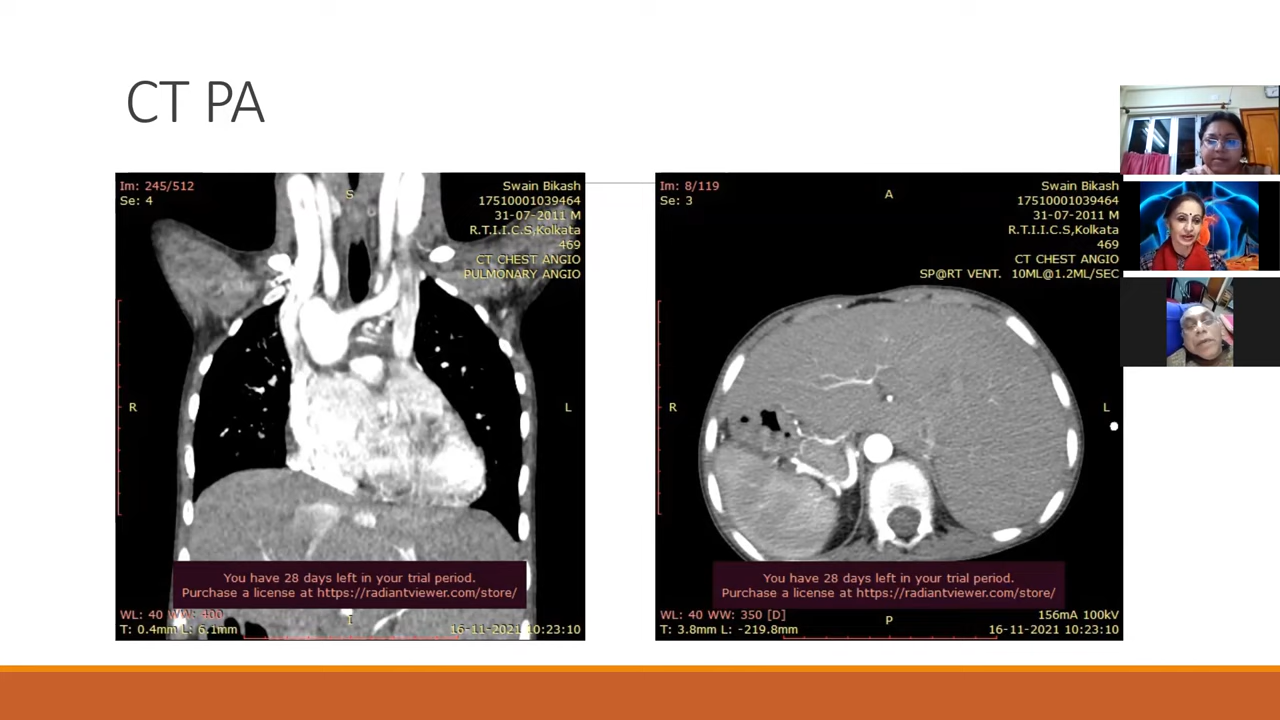 CT PA
Im: 245/512
Se: 4
S
Swain Bikash
17510001039464
31-07-2011 M
R.T.I.I.C.S,Kolkata
469
CT CHEST ANGIO
PULMONARY ANGIO
R
L
You have 28 days left in your trial period.
Purchase a license at https://radiantviewer.com/store/
WL: 40 WW: 400
T: 0.4mm L: 6.1mm
I
16-11-2021 10:23:10
Im: 8/119
Se: 3
A
Swain Bikash
17510001039464
31-07-2011 M
R.T.I.I.C.S,Kolkata
469
CT CHEST ANGIO
SP@RT VENT. 10ML@1.2ML/SEC
R
L
You have 28 days left in your trial period.
Purchase a license at https://radiantviewer.com/store/
WL: 40 WW: 350 [D]
T: 3.8mm L: -219.8mm
P
156mA 100kV
16-11-2021 10:23:10